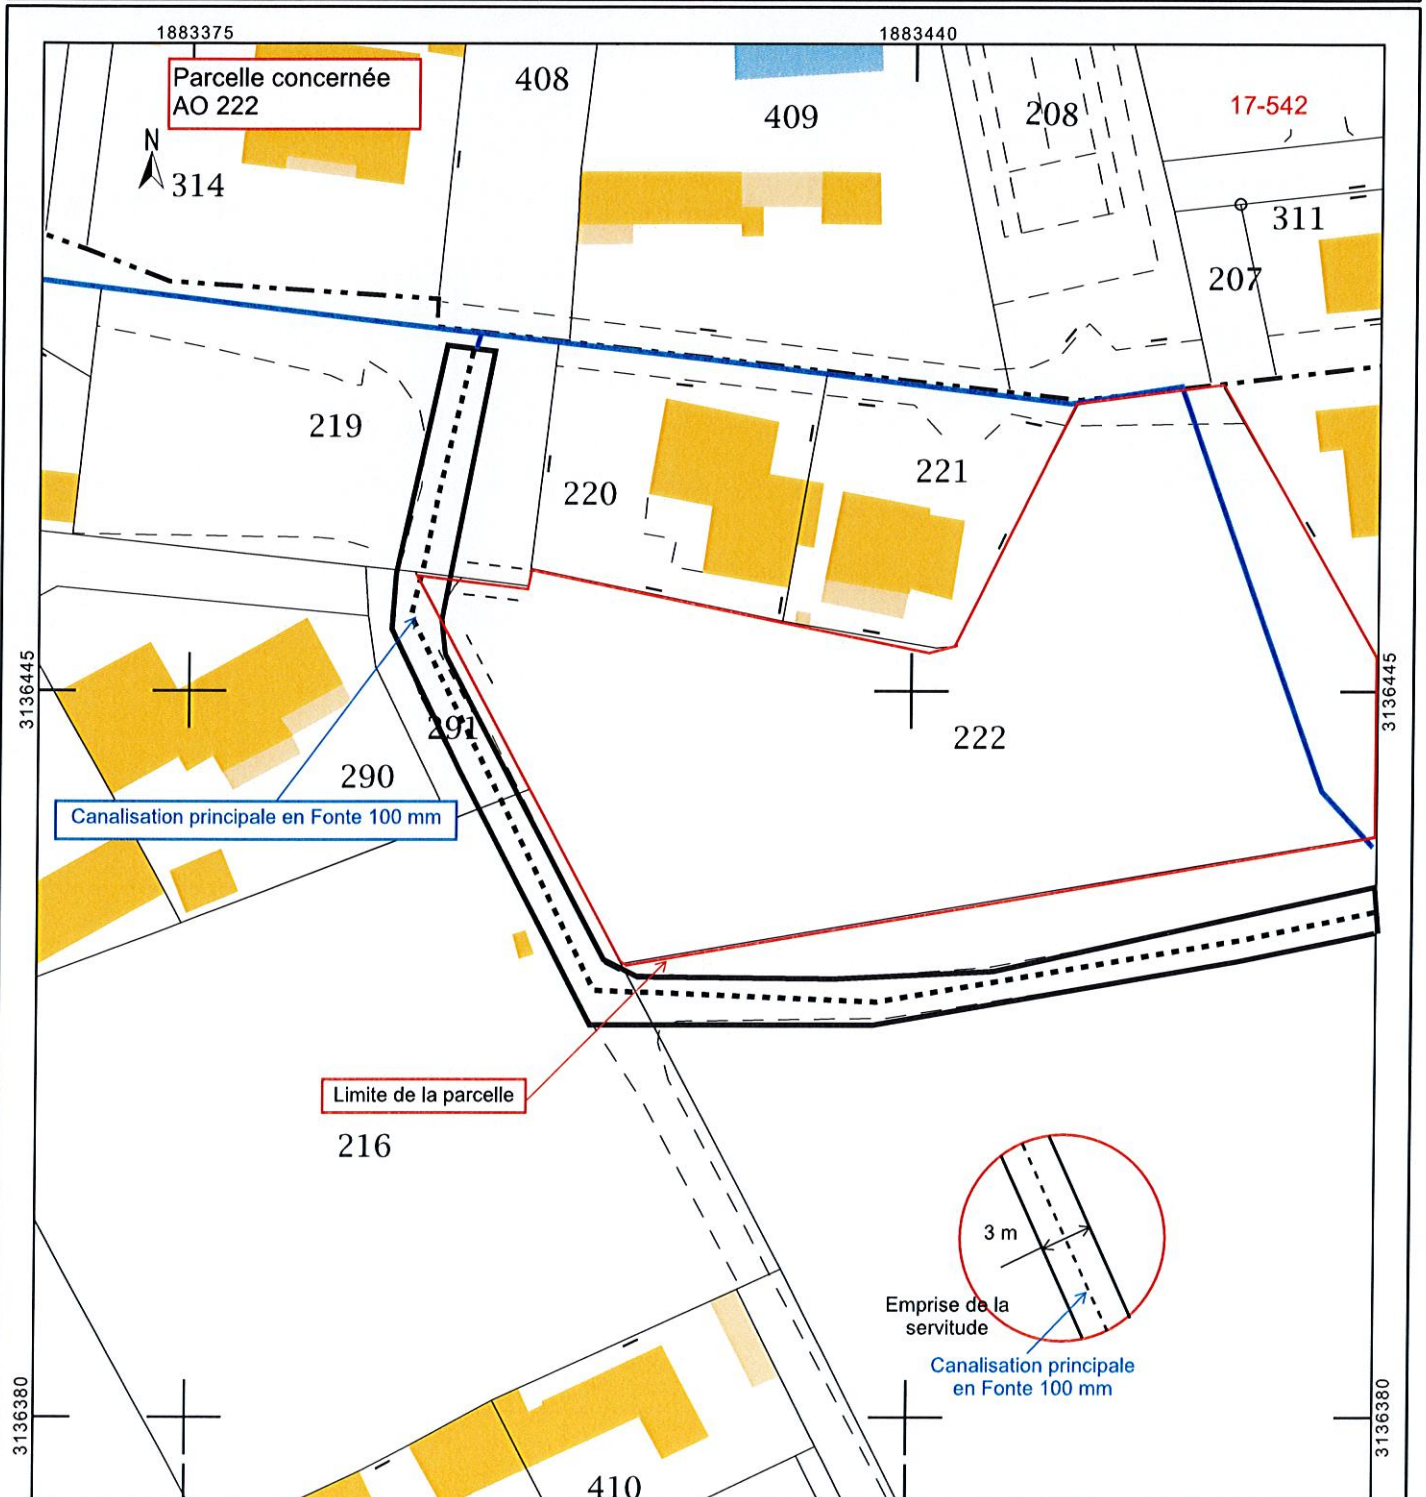 1883375
1883440
Parcelle concernée
AO 222
408
409
208
17-542
N
314
311
207
219
220
221
3136445
3136445
222
291
290
Canalisation principale en Fonte 100 mm
Limite de la parcelle
216
3 m
Emprise de la
servitude
Canalisation principale
en Fonte 100 mm
3136380
3136380
410